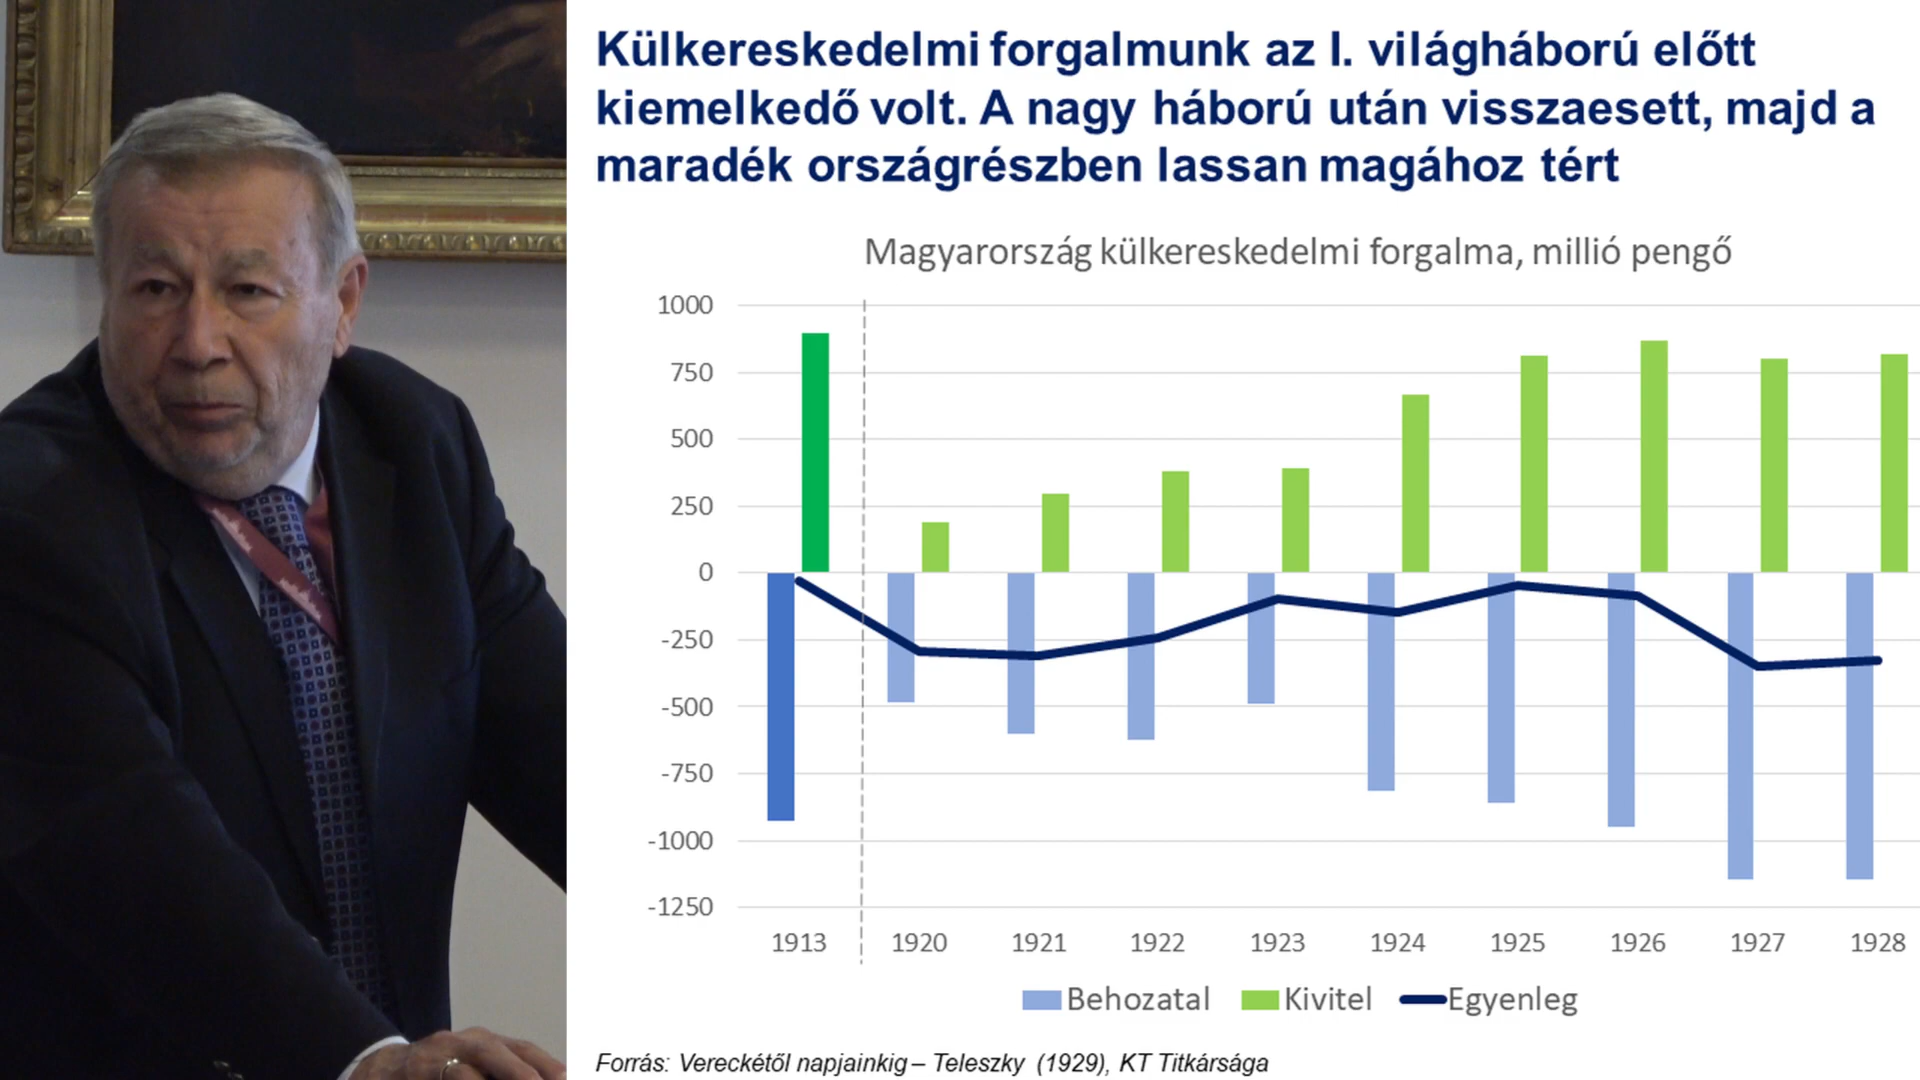 Külkereskedelmi forgalmunk az I. világháború előtt
kiemelkedő volt. A nagy háború után visszaesett, majd a
maradék országrészben lassan magához tért
Magyarország külkereskedelmi forgalma, millió pengő
1000
750
500
250
0
-250
-500
-750
-1000
-1250
1913 1920 1921 1922 1923 1924 1925 1926 1927 1928
Behozatal Kivitel Egyenleg
Forrás: Vereckétől napjainkig – Teleszky (1929), KT Titkársága